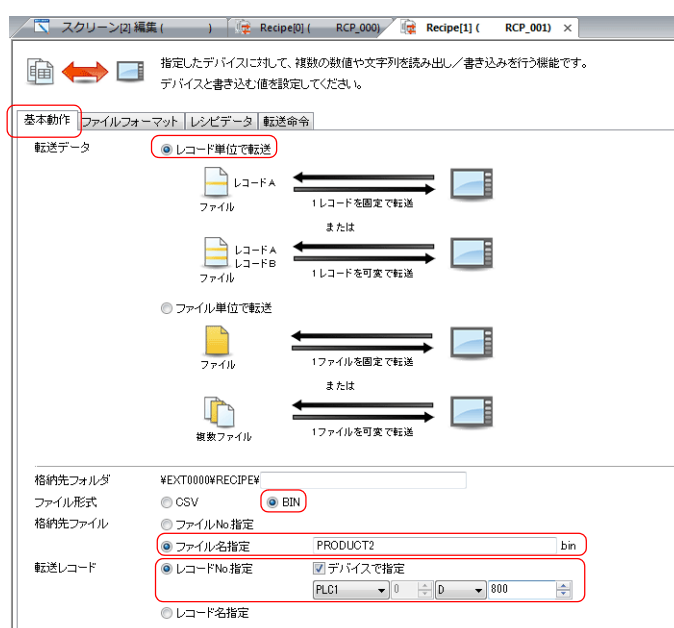 スクリーン[2] 編集 ( ) Recipe[0] ( RCP_000) Recipe[1] ( RCP_001) ×
指定したデバイスに対して、複数の数値や文字列を読み出し／書き込みを行う機能です。
デバイスと書き込む値を設定してください。
基本動作 ファイルフォーマット レシピデータ 転送命令
転送データ レコード単位で転送
レコードA
ファイル 1レコードを固定で転送
または
レコードA
レコードB
ファイル 1レコードを可変で転送
ファイル単位で転送
ファイル 1ファイルを固定で転送
または
複数ファイル 1ファイルを可変で転送
格納先フォルダ ¥EXT0000¥RECIPE¥
ファイル形式 CSV BIN
格納先ファイル ファイルNo.指定
ファイル名指定 PRODUCT2 bin
転送レコード レコードNo.指定 デバイスで指定
PLC1 0 D 800
レコード名指定